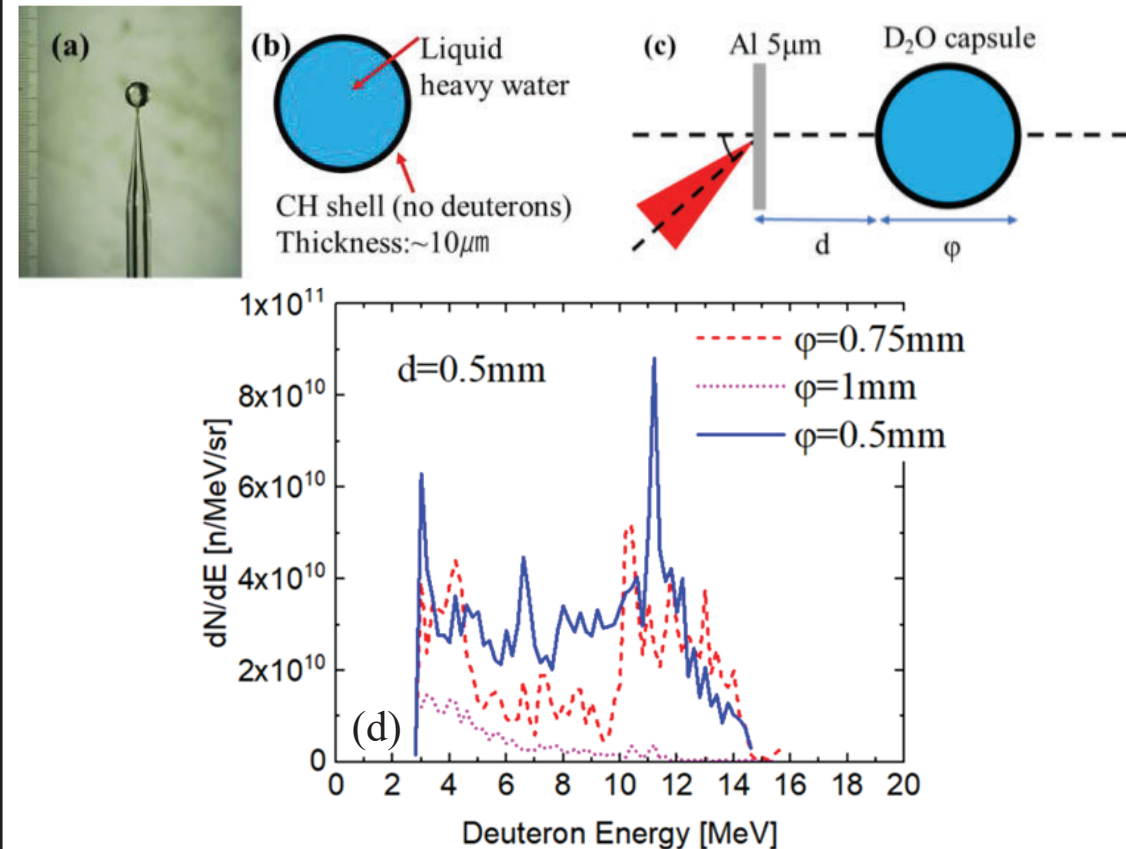 (a)
(b)
Liquid
heavy water
CH shell (no deuterons)
Thickness:~10μm
(c)
Al 5μm
D₂O capsule
d
φ
1x10¹¹
8x10¹⁰
6x10¹⁰
4x10¹⁰
2x10¹⁰
0
dN/dE [n/MeV/sr]
d=0.5mm
φ=0.75mm
φ=1mm
φ=0.5mm
(d)
0 2 4 6 8 10 12 14 16 18 20
Deuteron Energy [MeV]